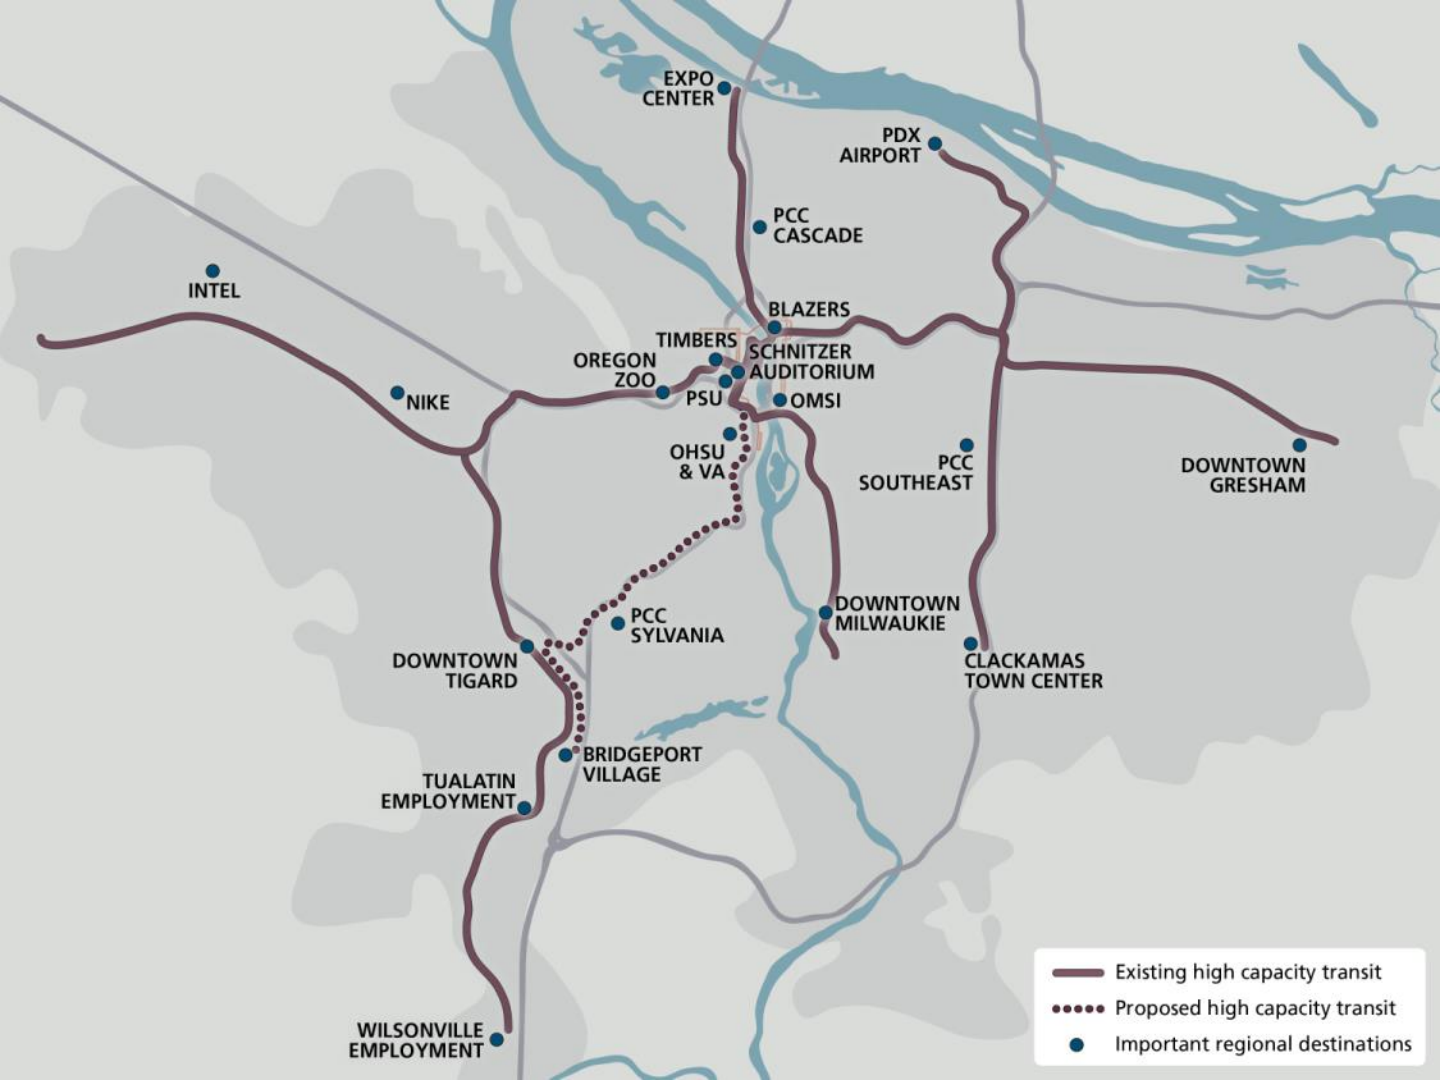 EXPO
CENTER
PDX
AIRPORT
PCC
CASCADE
INTEL
BLAZERS
TIMBERS
SCHNITZER
AUDITORIUM
OREGON
ZOO
PSU
OMSI
NIKE
OHSU
& VA
PCC
SOUTHEAST
DOWNTOWN
GRESHAM
PCC
SYLVANIA
DOWNTOWN
MILWAUKIE
DOWNTOWN
TIGARD
CLACKAMAS
TOWN CENTER
BRIDGEPORT
VILLAGE
TUALATIN
EMPLOYMENT
WILSONVILLE
EMPLOYMENT
Existing high capacity transit
Proposed high capacity transit
Important regional destinations